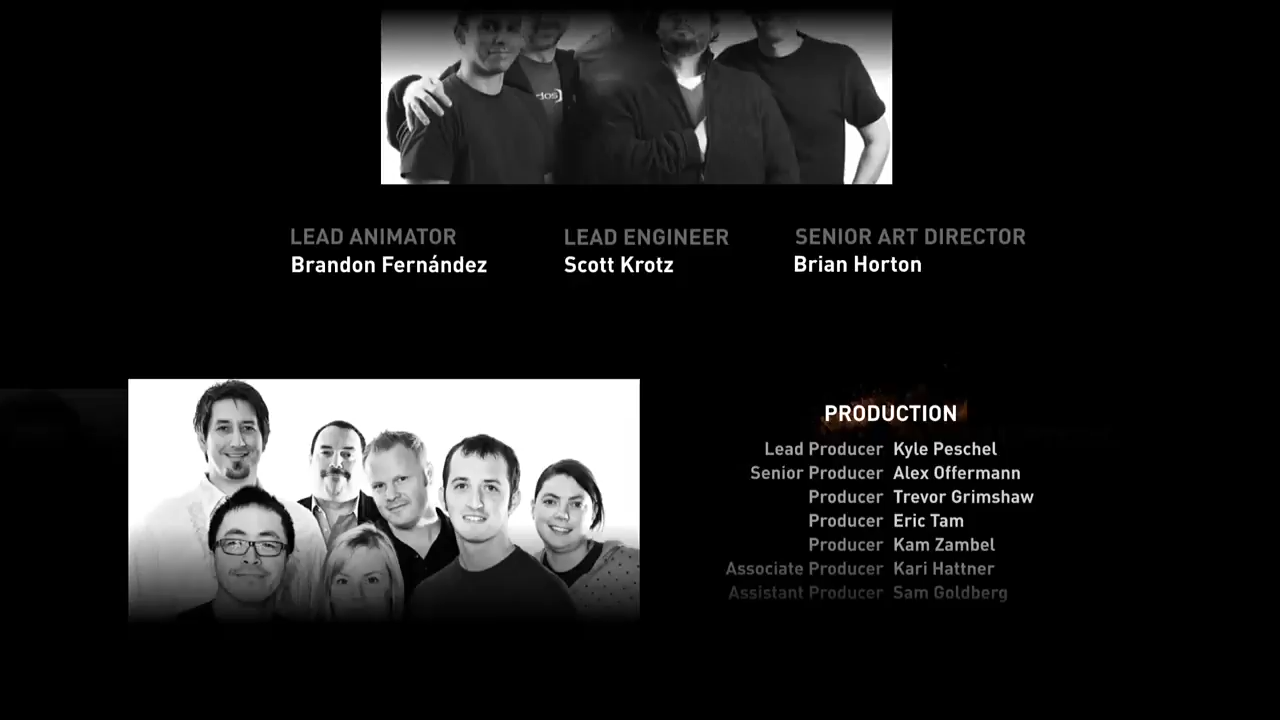 dos
LEAD ANIMATOR
Brandon Fernández
LEAD ENGINEER
Scott Krotz
SENIOR ART DIRECTOR
Brian Horton
PRODUCTION
Lead Producer Kyle Peschel
Senior Producer Alex Offermann
Producer Trevor Grimshaw
Producer Eric Tam
Producer Kam Zambel
Associate Producer Kari Hattner
Assistant Producer Sam Goldberg